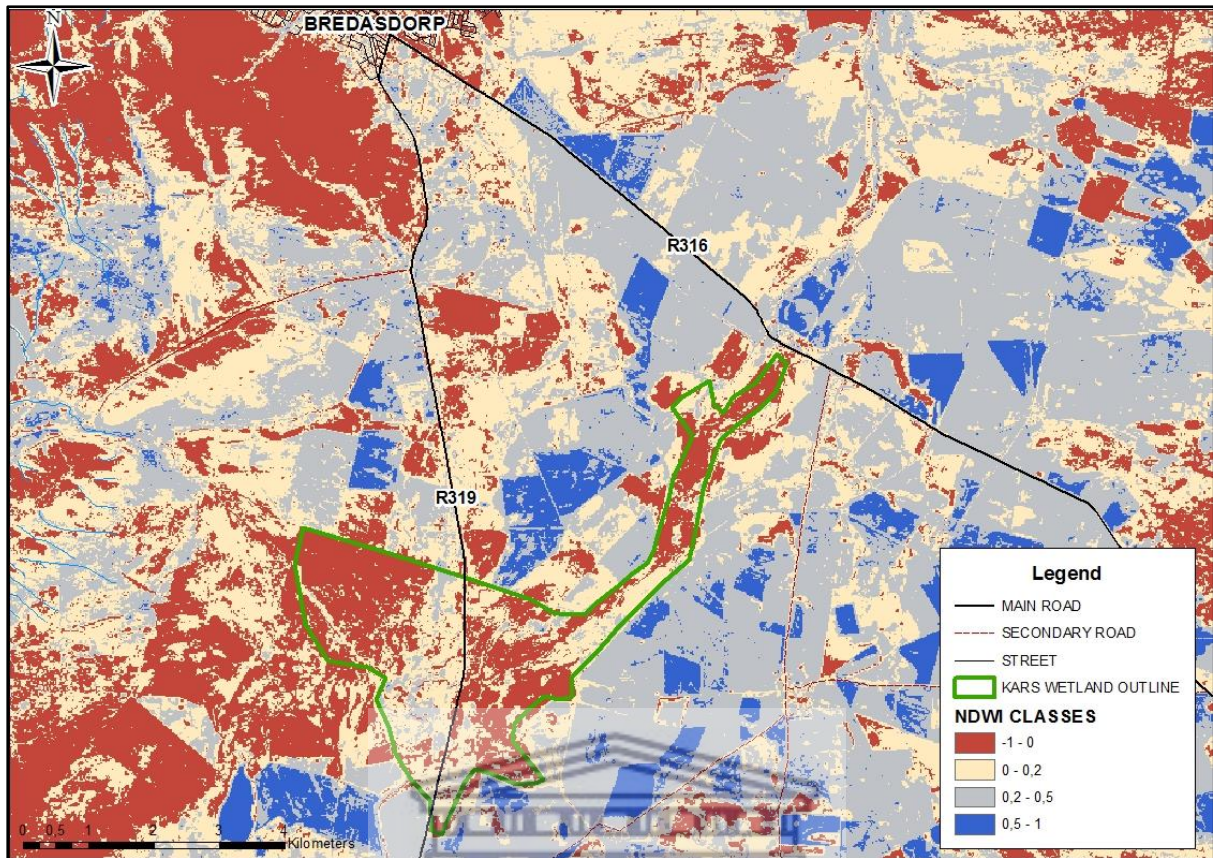 N
BREDASDORP
R316
R319
Legend
MAIN ROAD
SECONDARY ROAD
STREET
KARS WETLAND OUTLINE
NDWI CLASSES
-1 - 0
0 - 0,2
0,2 - 0,5
0,5 - 1
0 0,5 1 2 3 4
Kilometers